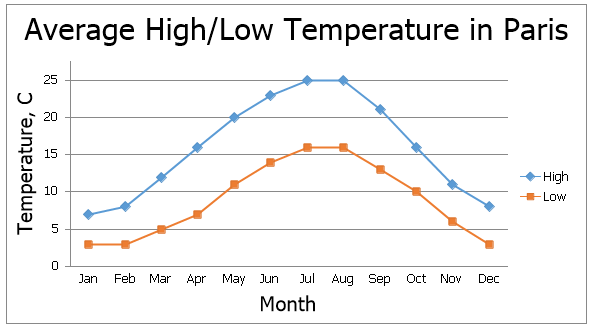 Average High/Low Temperature in Paris
Temperature, C
25
20
15
10
5
0
Jan Feb Mar Apr May Jun Jul Aug Sep Oct Nov Dec
Month
High
Low